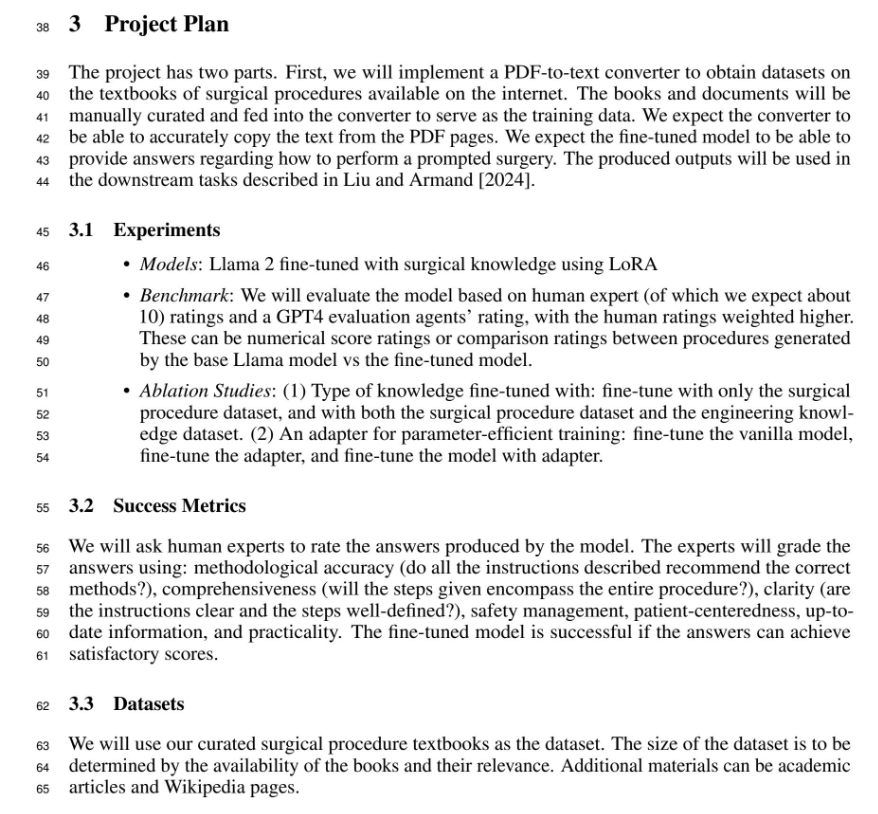 38 3 Project Plan
39 The project has two parts. First, we will implement a PDF-to-text converter to obtain datasets on
40 the textbooks of surgical procedures available on the internet. The books and documents will be
41 manually curated and fed into the converter to serve as the training data. We expect the converter to
42 be able to accurately copy the text from the PDF pages. We expect the fine-tuned model to be able to
43 provide answers regarding how to perform a prompted surgery. The produced outputs will be used in
44 the downstream tasks described in Liu and Armand [2024].
45 3.1 Experiments
46 • Models: Llama 2 fine-tuned with surgical knowledge using LoRA
47 • Benchmark: We will evaluate the model based on human expert (of which we expect about
48 10) ratings and a GPT4 evaluation agents' rating, with the human ratings weighted higher.
49 These can be numerical score ratings or comparison ratings between procedures generated
50 by the base Llama model vs the fine-tuned model.
51 • Ablation Studies: (1) Type of knowledge fine-tuned with: fine-tune with only the surgical
52 procedure dataset, and with both the surgical procedure dataset and the engineering knowl-
53 edge dataset. (2) An adapter for parameter-efficient training: fine-tune the vanilla model,
54 fine-tune the adapter, and fine-tune the model with adapter.
55 3.2 Success Metrics
56 We will ask human experts to rate the answers produced by the model. The experts will grade the
57 answers using: methodological accuracy (do all the instructions described recommend the correct
58 methods?), comprehensiveness (will the steps given encompass the entire procedure?), clarity (are
59 the instructions clear and the steps well-defined?), safety management, patient-centeredness, up-to-
60 date information, and practicality. The fine-tuned model is successful if the answers can achieve
61 satisfactory scores.
62 3.3 Datasets
63 We will use our curated surgical procedure textbooks as the dataset. The size of the dataset is to be
64 determined by the availability of the books and their relevance. Additional materials can be academic
65 articles and Wikipedia pages.